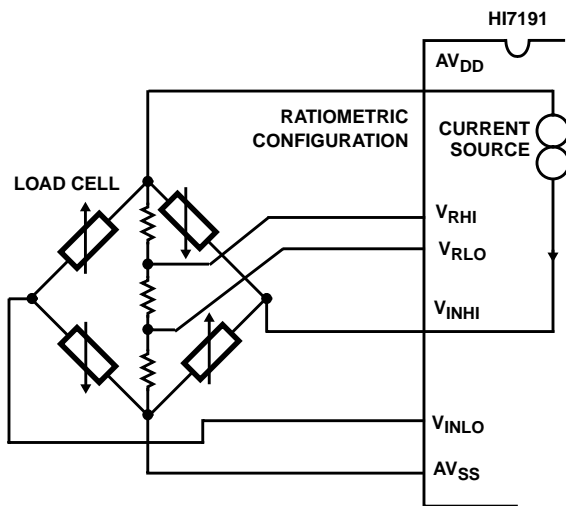 HI7191
AVDD
RATIOMETRIC
CONFIGURATION
CURRENT
SOURCE
LOAD CELL
VRHI
VRLO
VINHI
VINLO
AVSS